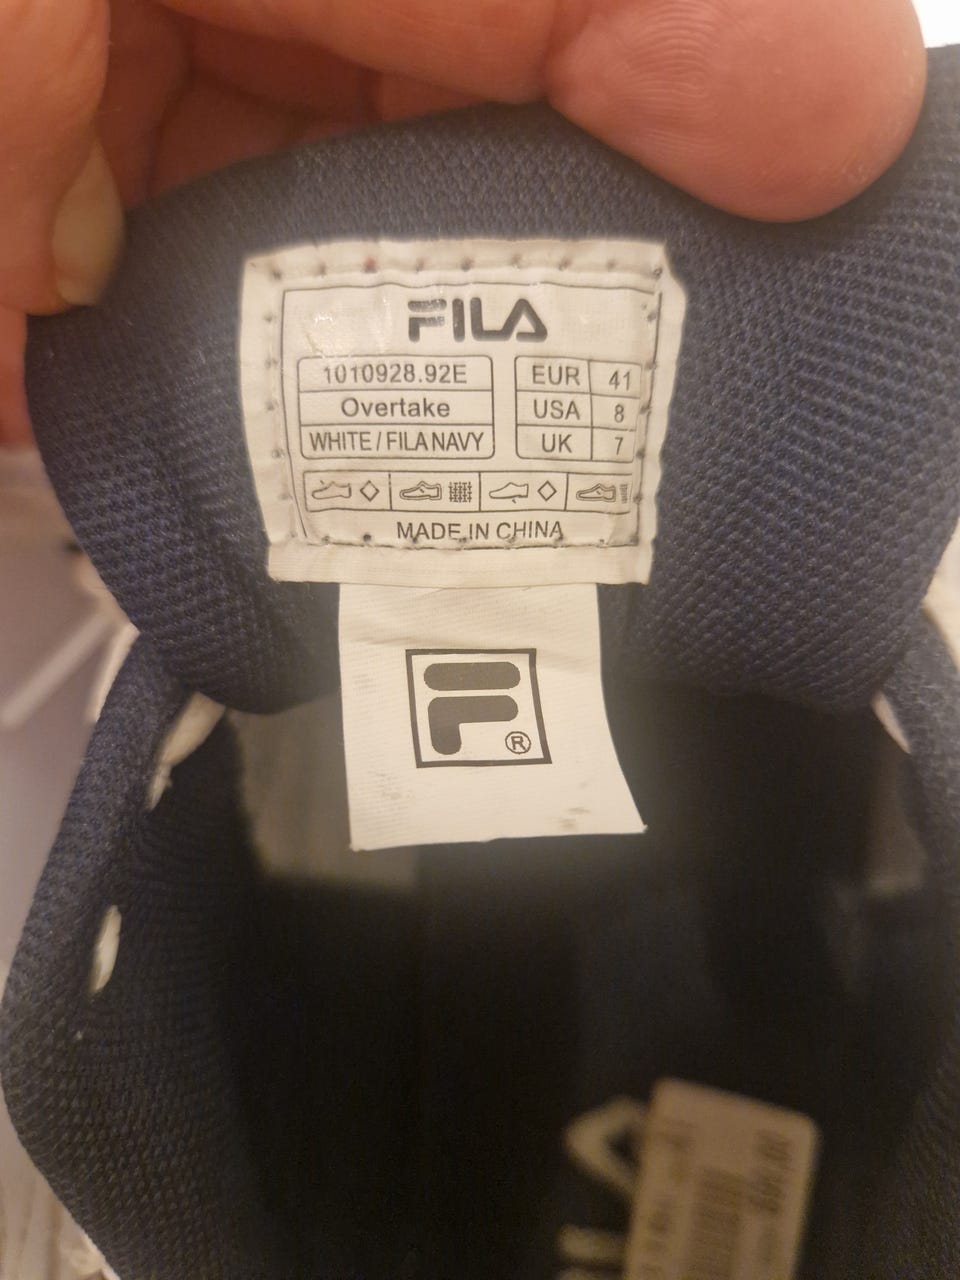 FILA
1010928.92E
Overtake
WHITE / FILA NAVY
EUR 41
USA 8
UK 7
MADE IN CHINA
F
®